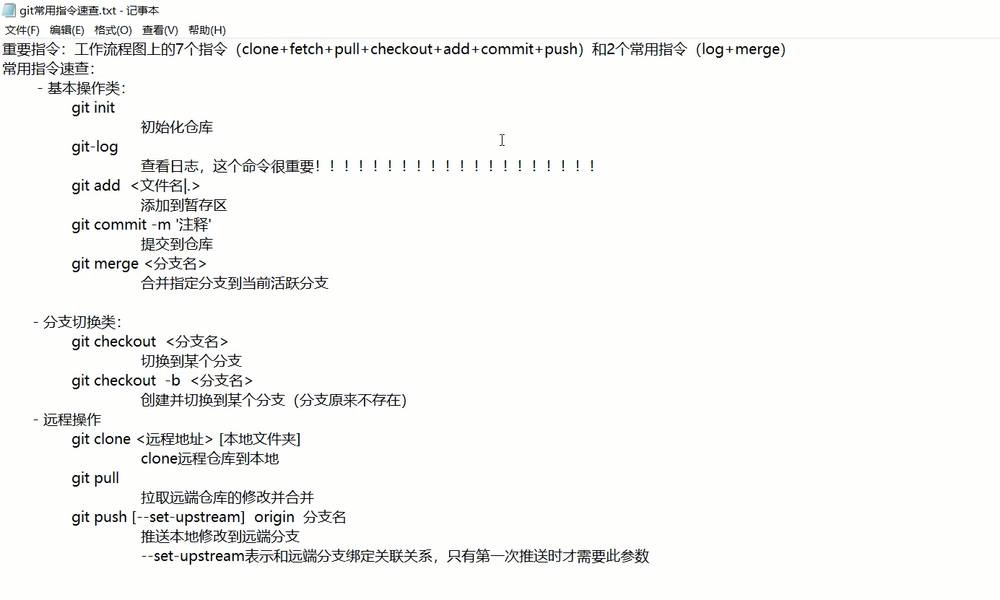 git常用指令速查.txt - 记事本
文件(F) 编辑(E) 格式(O) 查看(V) 帮助(H)
重要指令：工作流程图上的7个指令（clone+fetch+pull+checkout+add+commit+push）和2个常用指令（log+merge）
常用指令速查：
- 基本操作类：
git init
初始化仓库
git-log
查看日志，这个命令很重要！！！！！！！！！！！！！！！！！！！！
git add <文件名|.>
添加到暂存区
git commit -m '注释'
提交到仓库
git merge <分支名>
合并指定分支到当前活跃分支
- 分支切换类：
git checkout <分支名>
切换到某个分支
git checkout -b <分支名>
创建并切换到某个分支（分支原来不存在）
- 远程操作
git clone <远程地址> [本地文件夹]
clone远程仓库到本地
git pull
拉取远端仓库的修改并合并
git push [--set-upstream] origin 分支名
推送本地修改到远端分支
--set-upstream表示和远端分支绑定关联关系，只有第一次推送时才需要此参数